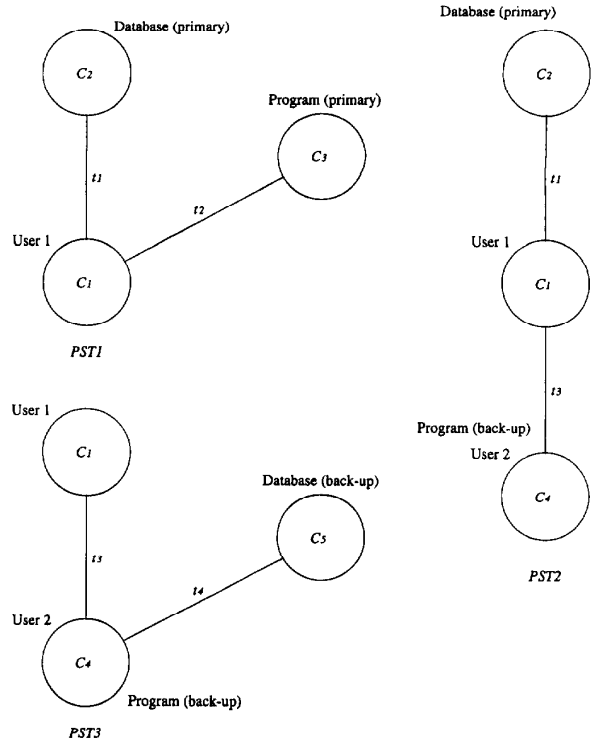 Database (primary)
C2
Program (primary)
C3
t1
t2
User 1
C1
PST1
Database (primary)
C2
t1
User 1
C1
t3
Program (back-up)
User 2
C4
PST2
User 1
C1
Database (back-up)
C5
t3
t4
User 2
C4
Program (back-up)
PST3